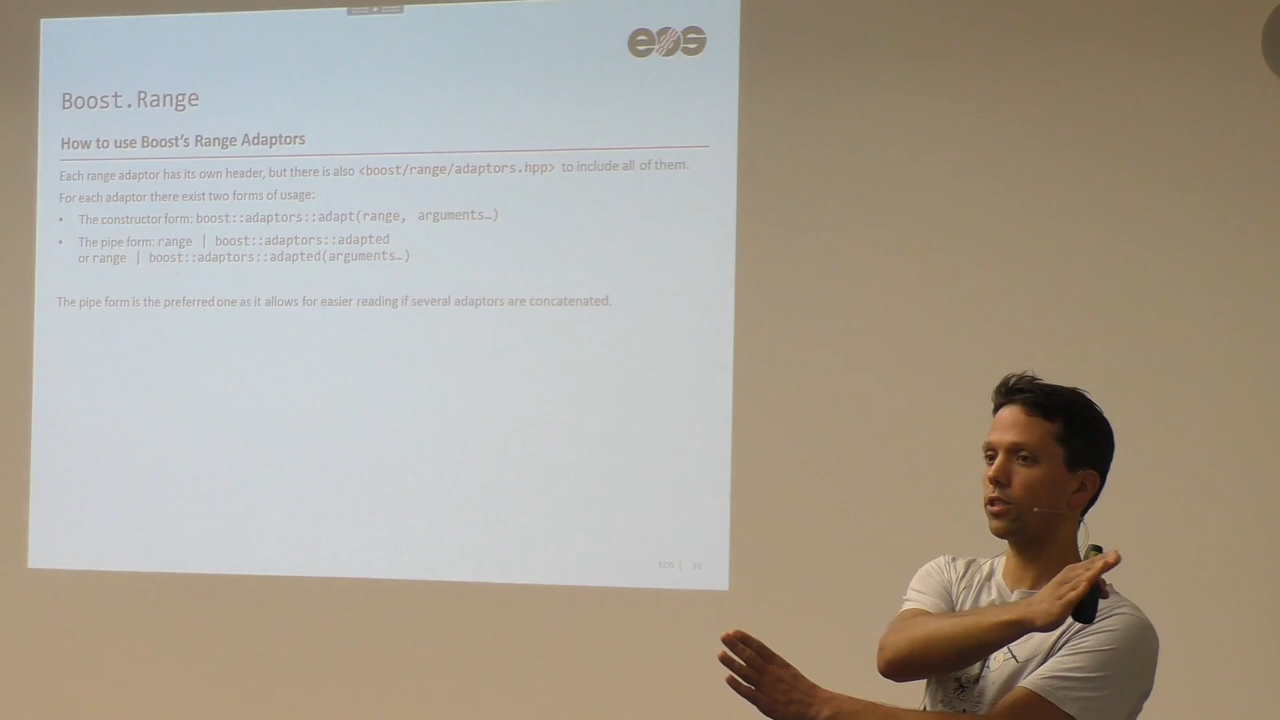 eos
Boost.Range
How to use Boost’s Range Adaptors
Each range adaptor has its own header, but there is also <boost/range/adaptors.hpp> to include all of them.
For each adaptor there exist two forms of usage:
• The constructor form: boost::adaptors::adapt(range, arguments…)
• The pipe form: range | boost::adaptors::adapted
or range | boost::adaptors::adapted(arguments…)
The pipe form is the preferred one as it allows for easier reading if several adaptors are concatenated.
EOS | 10